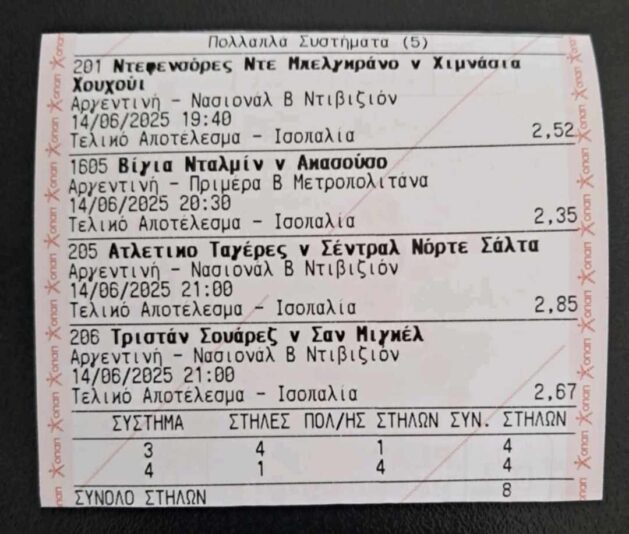 Πολλαπλά Συστήματα (5)
201 Ντεφενσόρες Ντε Μπελγκράνο v Χιμνάσια
Χουχούι
Αργεντινή - Νασιονάλ Β Ντιβιζιόν
14/06/2025 19:40
Τελικό Αποτέλεσμα - Ισοπαλία 2,52
1605 Βίγια Νταλμίν v Ακασούσο
Αργεντινή - Πριμέρα Β Μετροπολιτάνα
14/06/2025 20:30
Τελικό Αποτέλεσμα - Ισοπαλία 2,35
205 Ατλετικο Ταγέρες v Σέντραλ Νόρτε Σάλτα
Αργεντινή - Νασιονάλ Β Ντιβιζιόν
14/06/2025 21:00
Τελικό Αποτέλεσμα - Ισοπαλία 2,85
206 Τριστάν Σουάρεζ v Σαν Μιγκέλ
Αργεντινή - Νασιονάλ Β Ντιβιζιόν
14/06/2025 21:00
Τελικό Αποτέλεσμα - Ισοπαλία 2,67
ΣΥΣΤΗΜΑ ΣΤΗΛΕΣ ΠΟΛ/ΗΣ ΣΤΗΛΩΝ ΣΥΝ. ΣΤΗΛΩΝ
3 4 1 4
4 1 4 4
ΣΥΝΟΛΟ ΣΤΗΛΩΝ 8